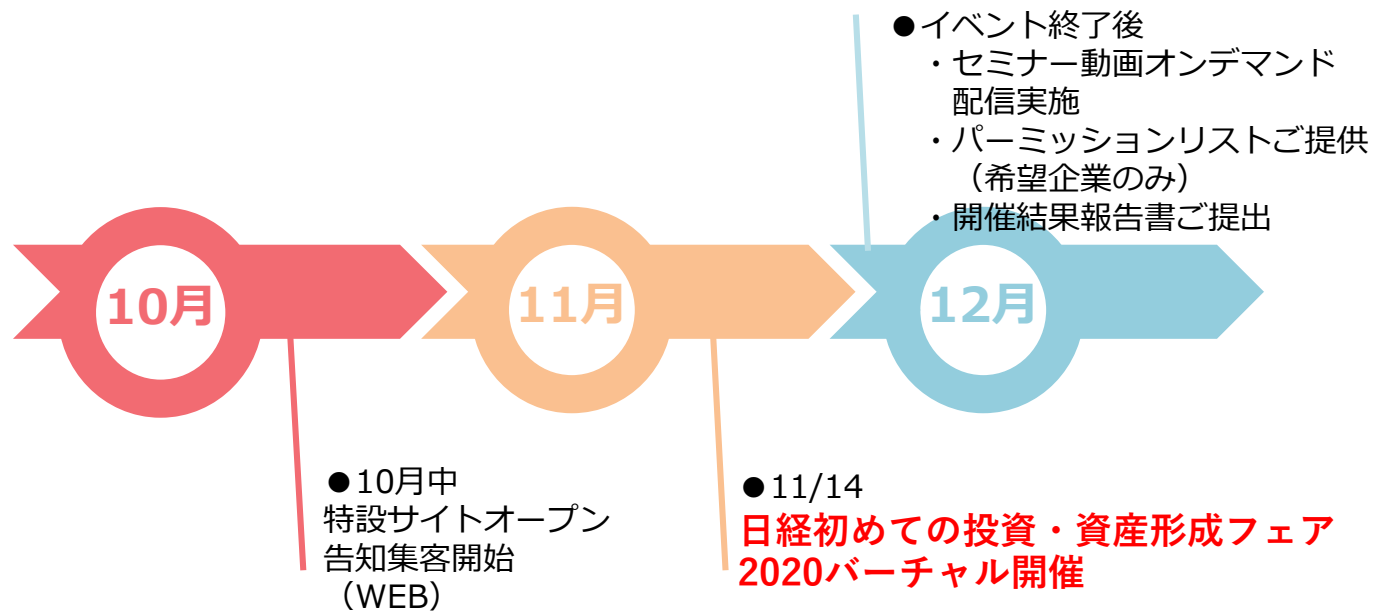 ●イベント終了後
・セミナー動画オンデマンド
配信実施
・パーミッションリストご提供
（希望企業のみ）
・開催結果報告書ご提出
10月
11月
12月
●10月中
特設サイトオープン
告知集客開始
（WEB）
●11/14
日経初めての投資・資産形成フェア
2020バーチャル開催